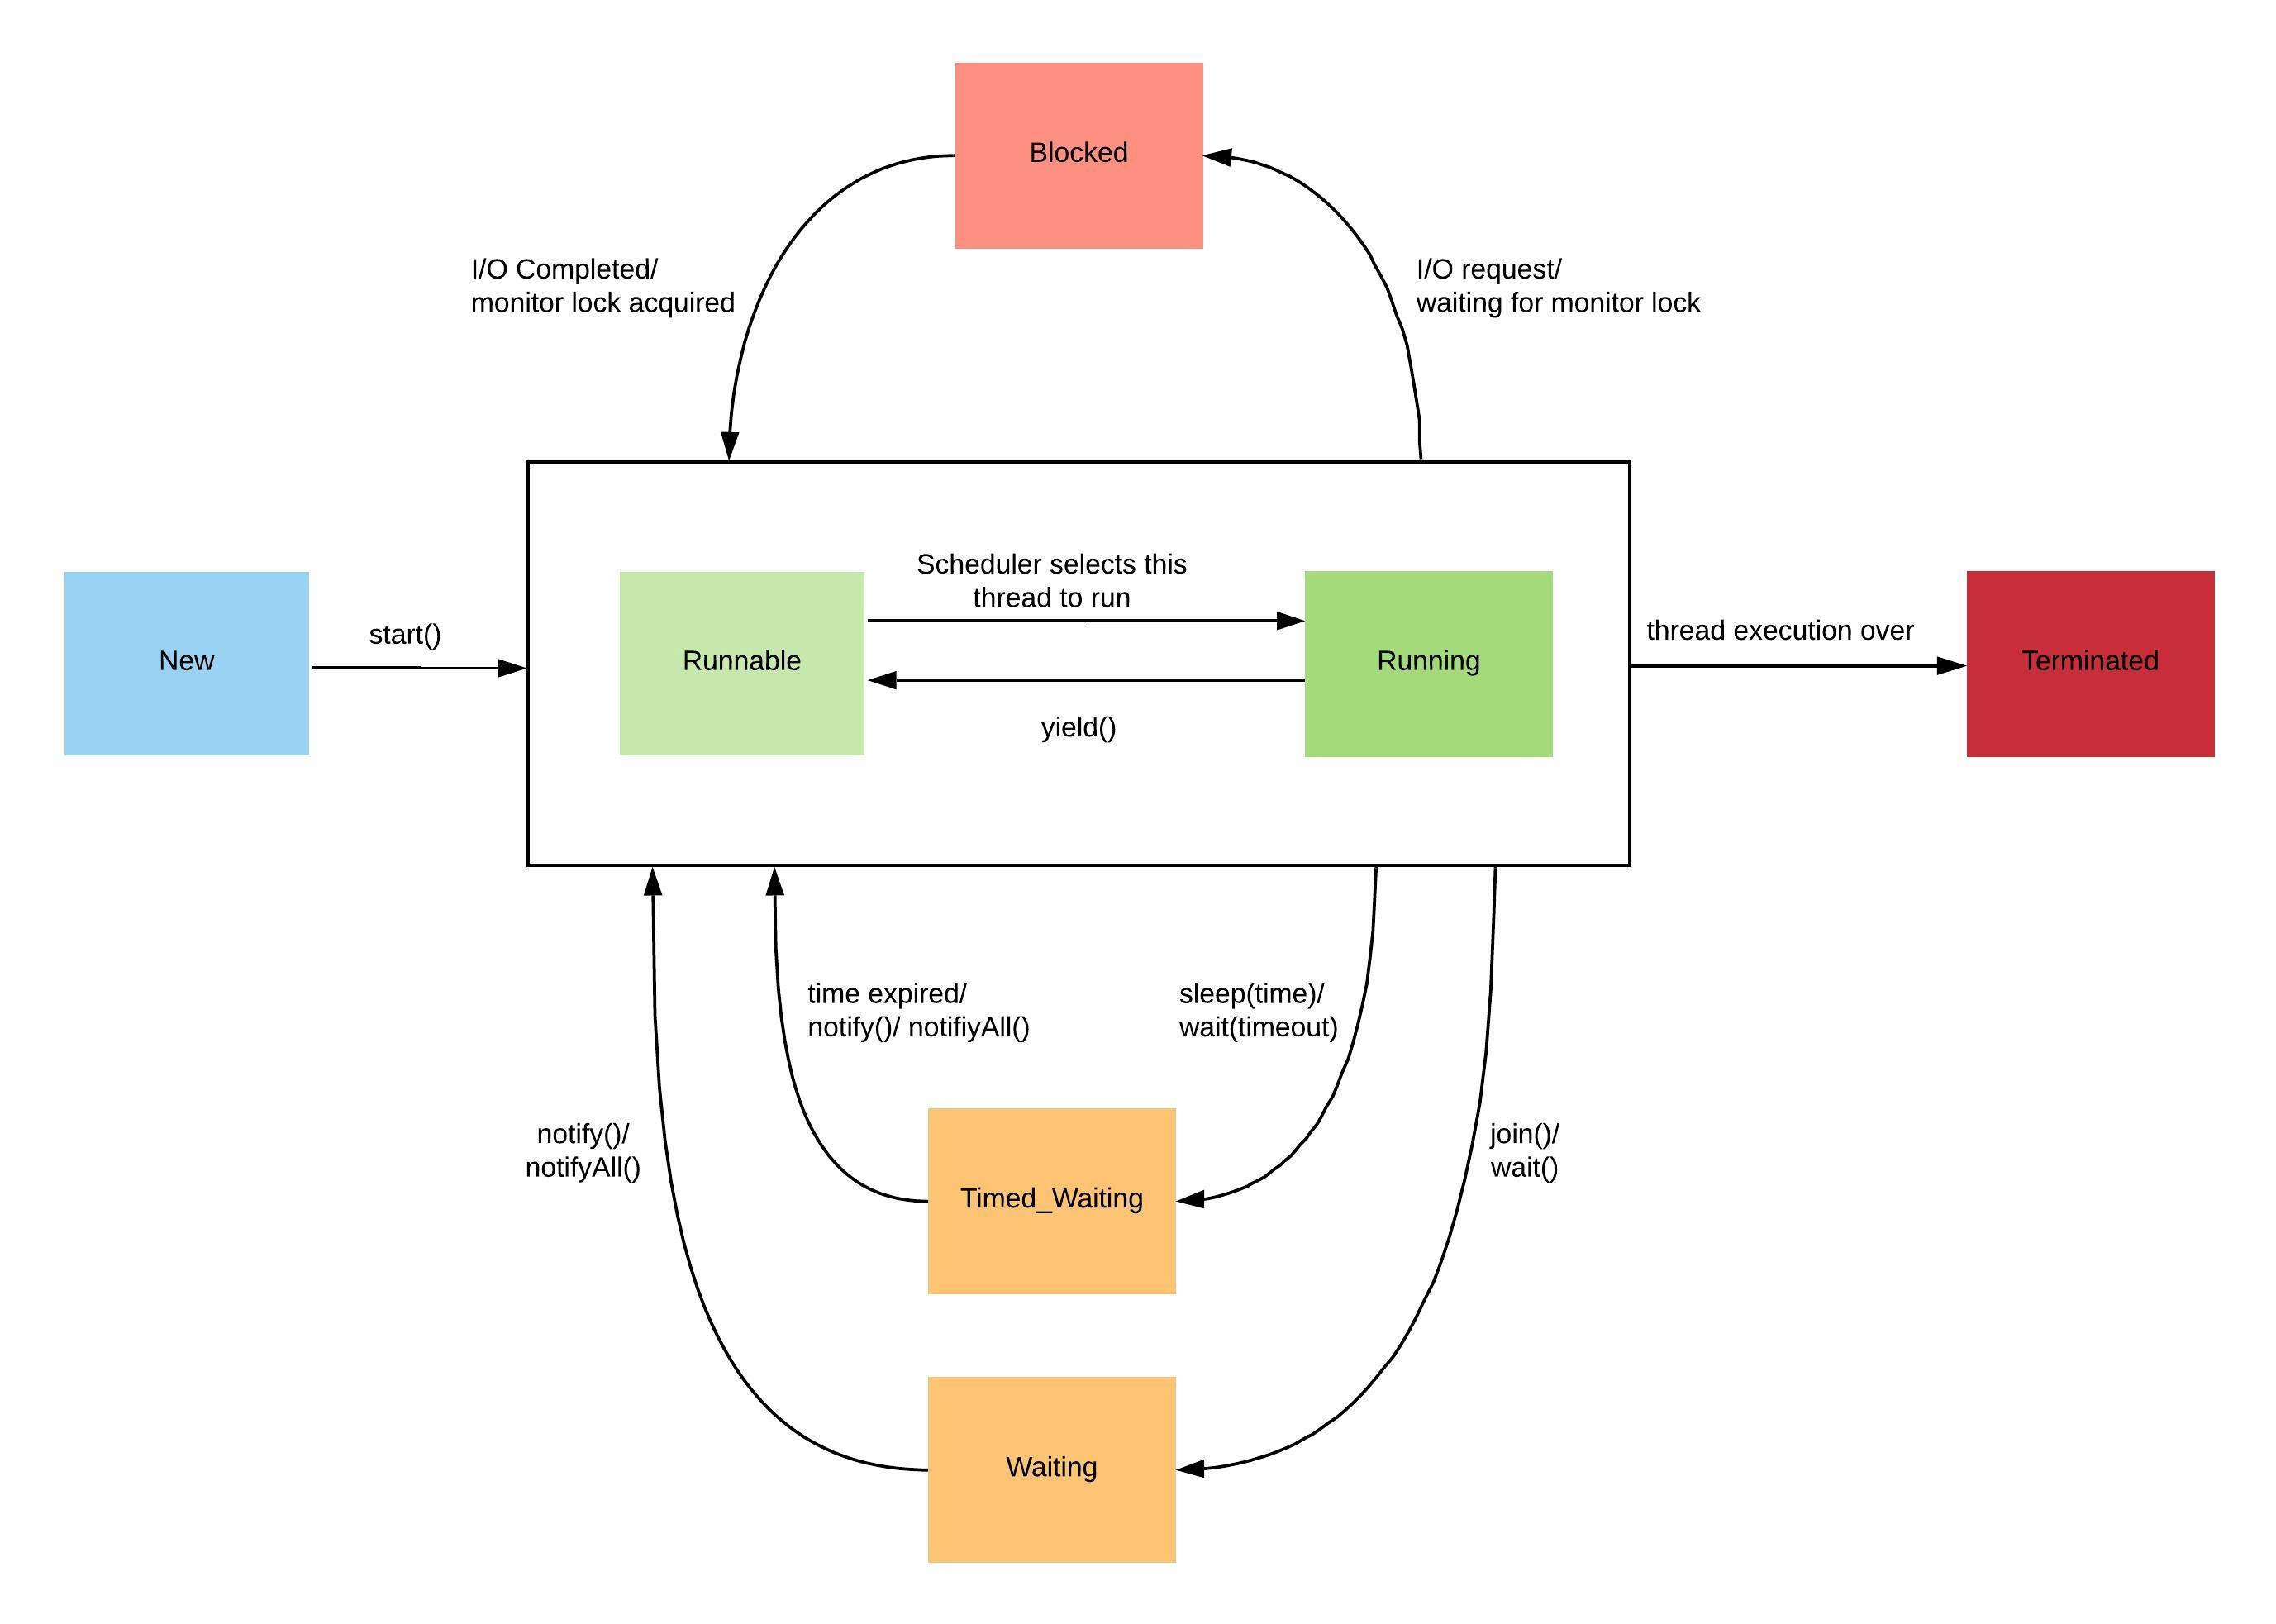 Blocked
I/O Completed/
monitor lock acquired
I/O request/
waiting for monitor lock
New
start()
Runnable
Scheduler selects this
thread to run
yield()
Running
thread execution over
Terminated
time expired/
notify()/ notifiyAll()
sleep(time)/
wait(timeout)
notify()/
notifyAll()
join()/
wait()
Timed_Waiting
Waiting